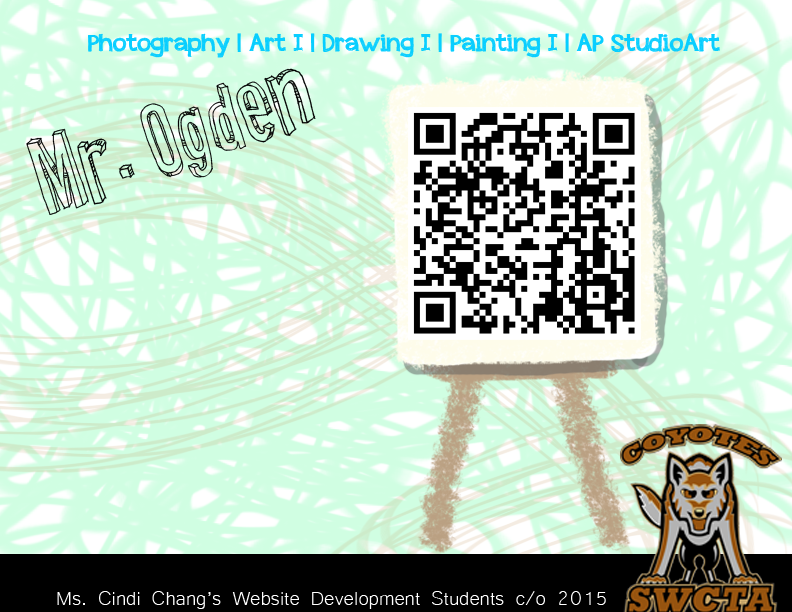 Photography | Art I | Drawing I | Painting I | AP StudioArt
Mr. Ogden
COYOTES
SWCTA
Ms. Cindi Chang's Website Development Students c/o 2015